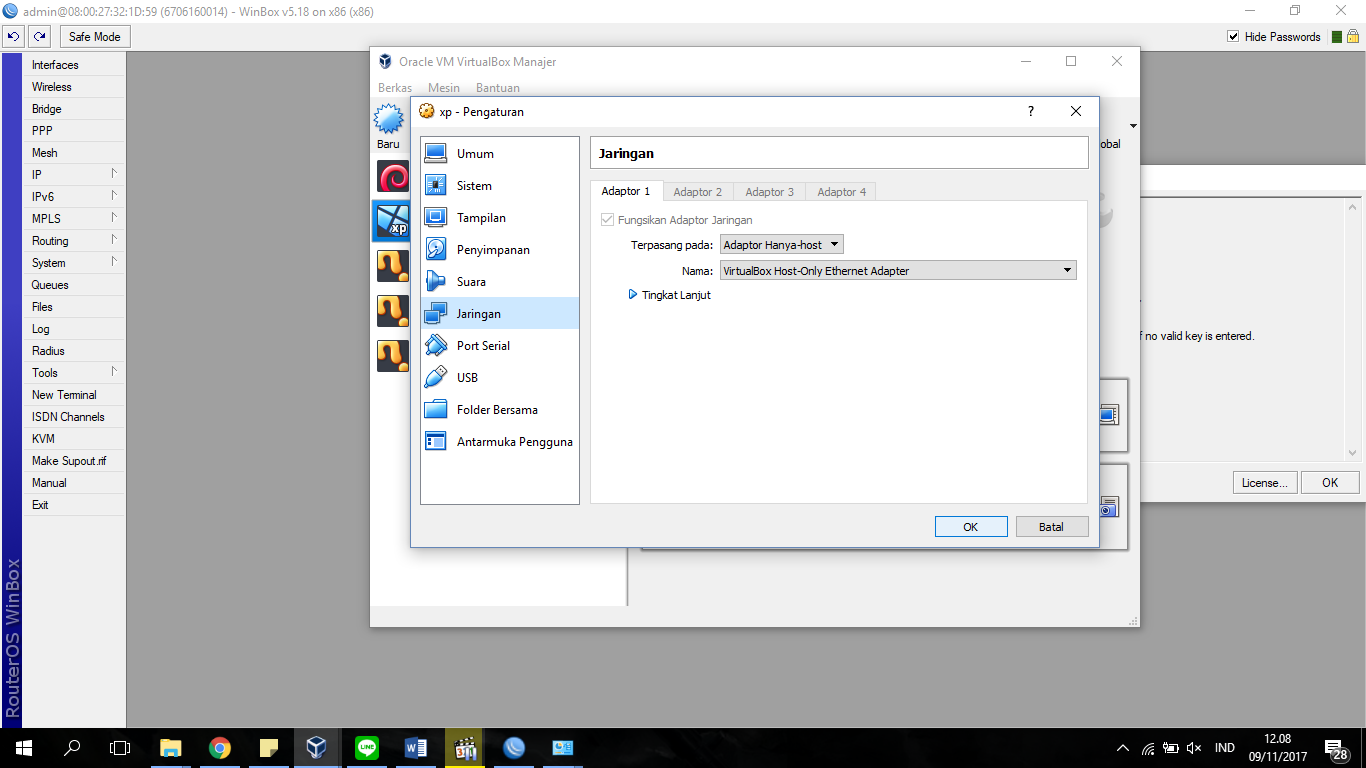 admin@08:00:27:32:1D:59 (6706160014) - WinBox v5.18 on x86 (x86)
Safe Mode
Hide Passwords
Interfaces
Wireless
Bridge
PPP
Mesh
IP
IPv6
MPLS
Routing
System
Queues
Files
Log
Radius
Tools
New Terminal
ISDN Channels
KVM
Make Supout.rif
Manual
Exit
RouterOS WinBox
Oracle VM VirtualBox Manajer
Berkas Mesin Bantuan
Baru
obal
xp
xp - Pengaturan
?
Umum
Sistem
Tampilan
Penyimpanan
Suara
Jaringan
Port Serial
USB
Folder Bersama
Antarmuka Pengguna
Jaringan
Adaptor 1 Adaptor 2 Adaptor 3 Adaptor 4
Fungsikan Adaptor Jaringan
Terpasang pada: Adaptor Hanya-host
Nama: VirtualBox Host-Only Ethernet Adapter
Tingkat Lanjut
OK Batal
f no valid key is entered.
License... OK
IND
12.08
09/11/2017
28